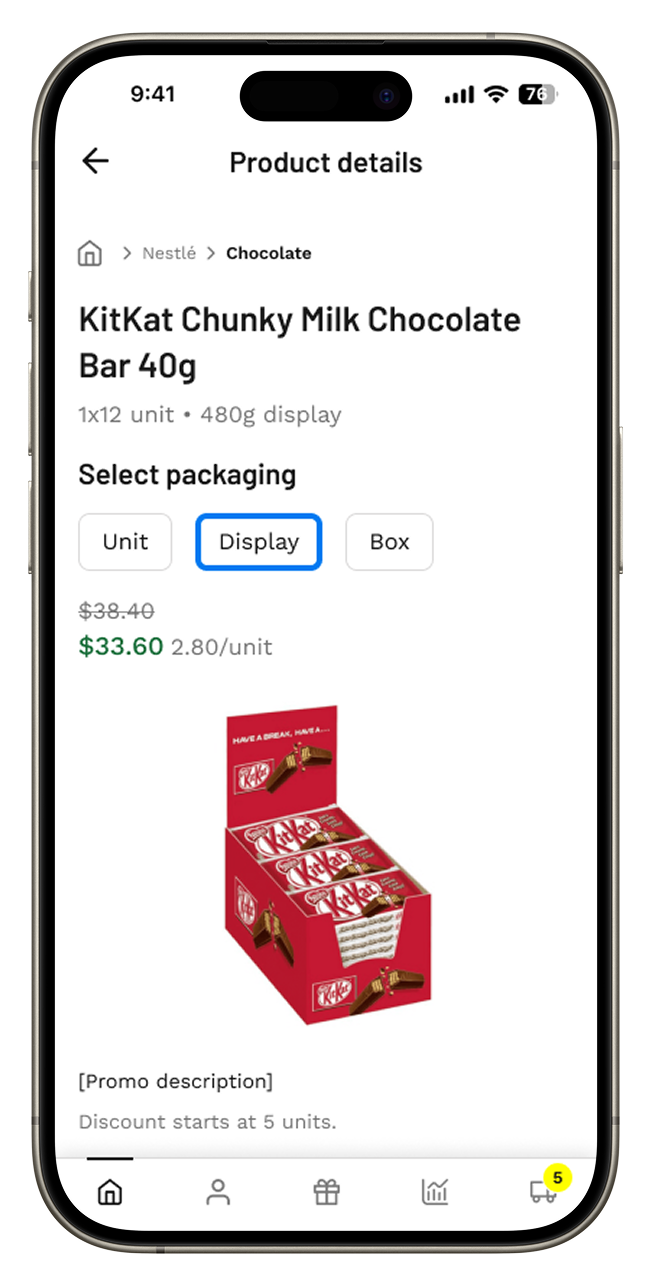 9:41
76
Product details
Nestlé > Chocolate
KitKat Chunky Milk Chocolate
Bar 40g
1x12 unit • 480g display
Select packaging
Unit
Display
Box
$38.40
$33.60 2.80/unit
HAVE A BREAK, HAVE A...
KitKat
KitKat
KitKat
KitKat
KitKat
KitKat
[Promo description]
Discount starts at 5 units.
5